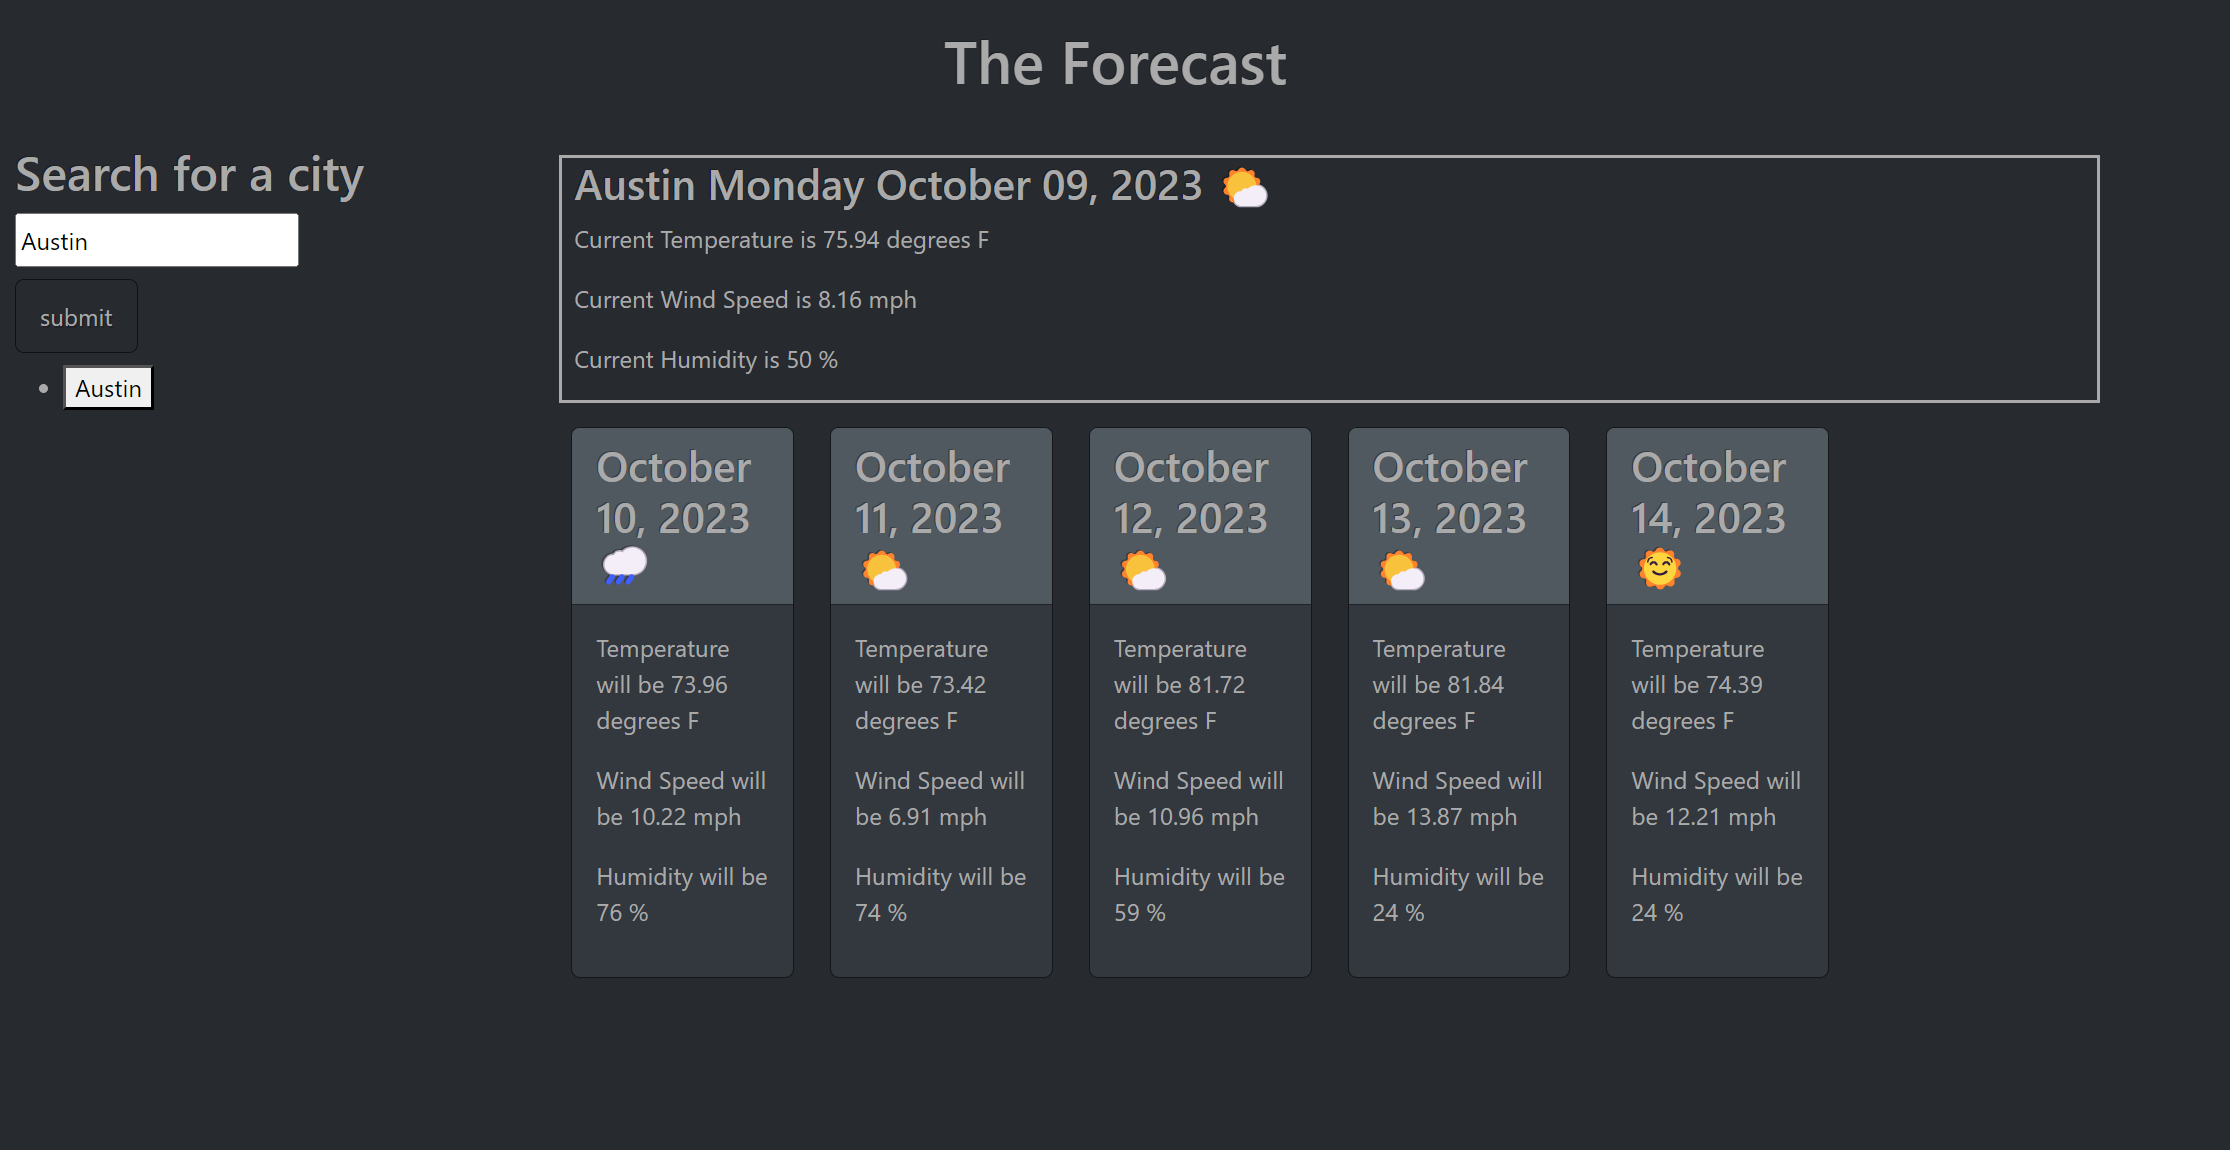 The Forecast
Search for a city
Austin
submit
Austin
Austin Monday October 09, 2023
Current Temperature is 75.94 degrees F
Current Wind Speed is 8.16 mph
Current Humidity is 50 %
October
10, 2023
Temperature
will be 73.96
degrees F
Wind Speed will
be 10.22 mph
Humidity will be
76 %
October
11, 2023
Temperature
will be 73.42
degrees F
Wind Speed will
be 6.91 mph
Humidity will be
74 %
October
12, 2023
Temperature
will be 81.72
degrees F
Wind Speed will
be 10.96 mph
Humidity will be
59 %
October
13, 2023
Temperature
will be 81.84
degrees F
Wind Speed will
be 13.87 mph
Humidity will be
24 %
October
14, 2023
Temperature
will be 74.39
degrees F
Wind Speed will
be 12.21 mph
Humidity will be
24 %